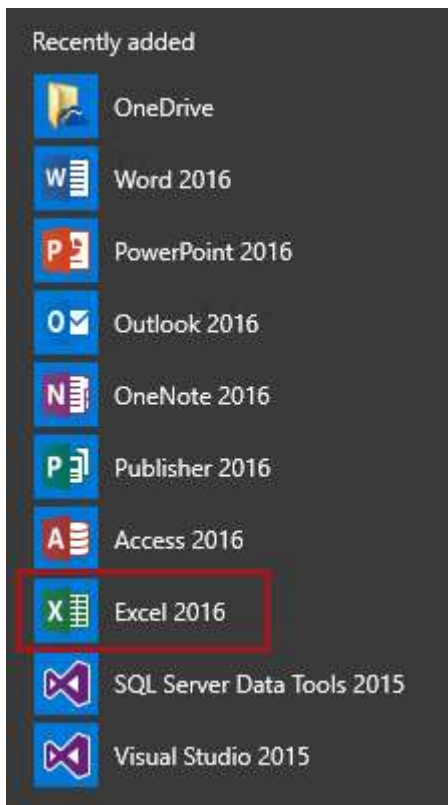 Recently added
OneDrive
W Word 2016
P PowerPoint 2016
O Outlook 2016
N OneNote 2016
P Publisher 2016
A Access 2016
X Excel 2016
SQL Server Data Tools 2015
Visual Studio 2015